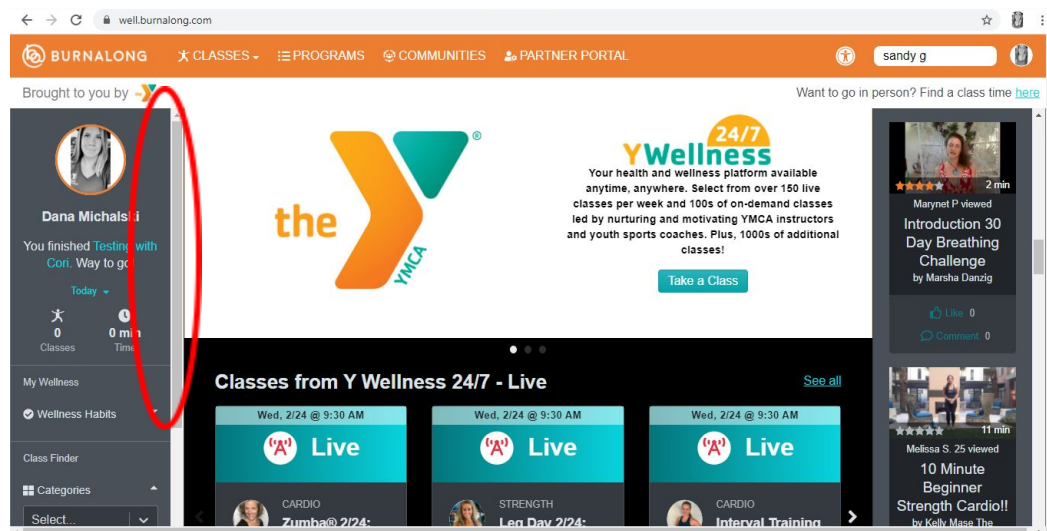 well.burnalong.com
BURNALONG
CLASSES
PROGRAMS
COMMUNITIES
PARTNER PORTAL
sandy g
Brought to you by
Want to go in person? Find a class time here
Dana Michalski
You finished Testing with
Cori. Way to go
Today
0
0 min
Classes
Time
My Wellness
Wellness Habits
Class Finder
Categories
Select...
the
YMCA
®
24/7
YWellness
Your health and wellness platform available
anytime, anywhere. Select from over 150 live
classes per week and 100s of on-demand classes
led by nurturing and motivating YMCA instructors
and youth sports coaches. Plus, 1000s of additional
classes!
Take a Class
Classes from Y Wellness 24/7 - Live
See all
Wed, 2/24 @ 9:30 AM
Live
CARDIO
Zumba® 2/24:
Wed, 2/24 @ 9:30 AM
Live
STRENGTH
Leg Day 2/24:
Wed, 2/24 @ 9:30 AM
Live
CARDIO
Interval Training
2 min
Marynet P viewed
Introduction 30
Day Breathing
Challenge
by Marsha Danzig
Like 0
Comment 0
11 min
Melissa S. 25 viewed
10 Minute
Beginner
Strength Cardio!!
by Kelly Mase The